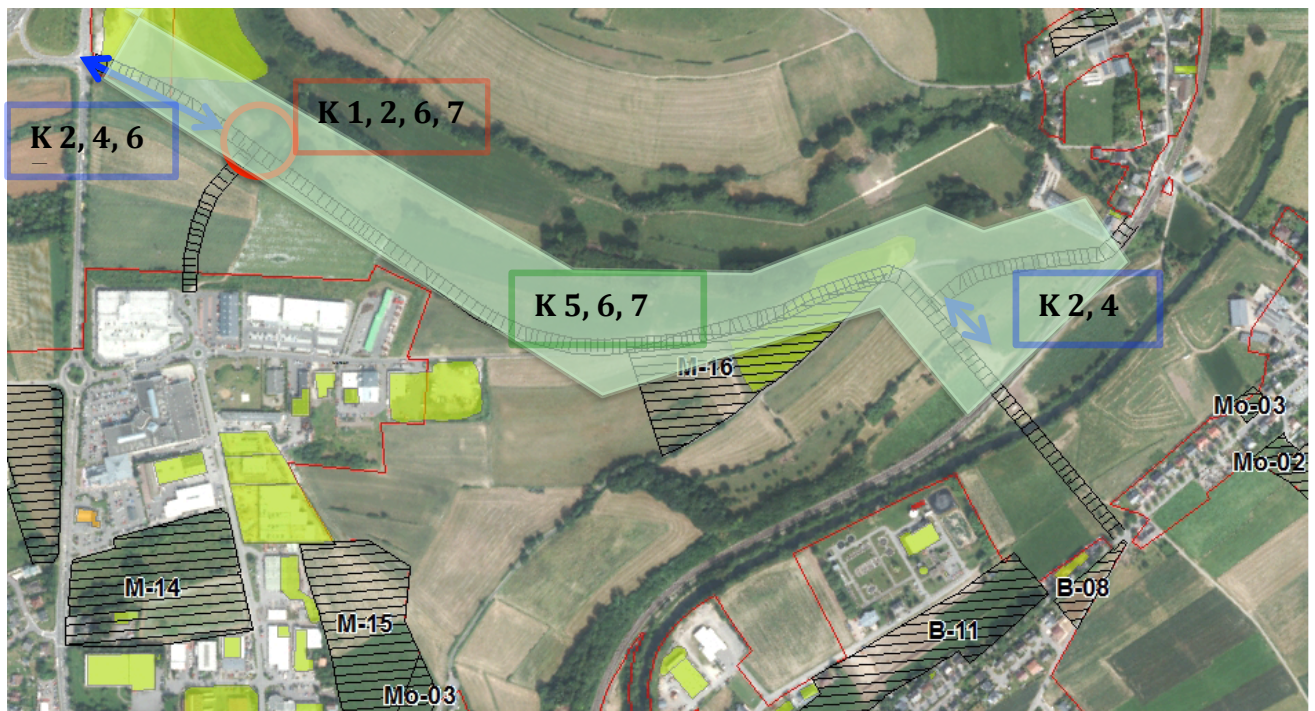 K 1, 2, 6, 7
K 2, 4, 6
K 5, 6, 7
K 2, 4
M-16
Mo-03
Mo-02
M-14
B-08
M-15
B-11
Mo-03